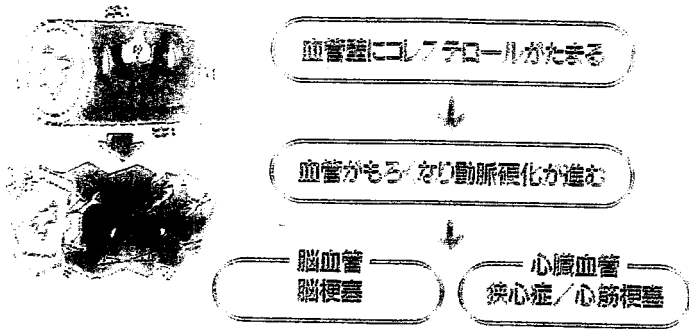 血管壁にコレステロールがたまる
血管がもろくなり動脈硬化が進む
脳血管
脳梗塞
心臓血管
狭心症／心筋梗塞